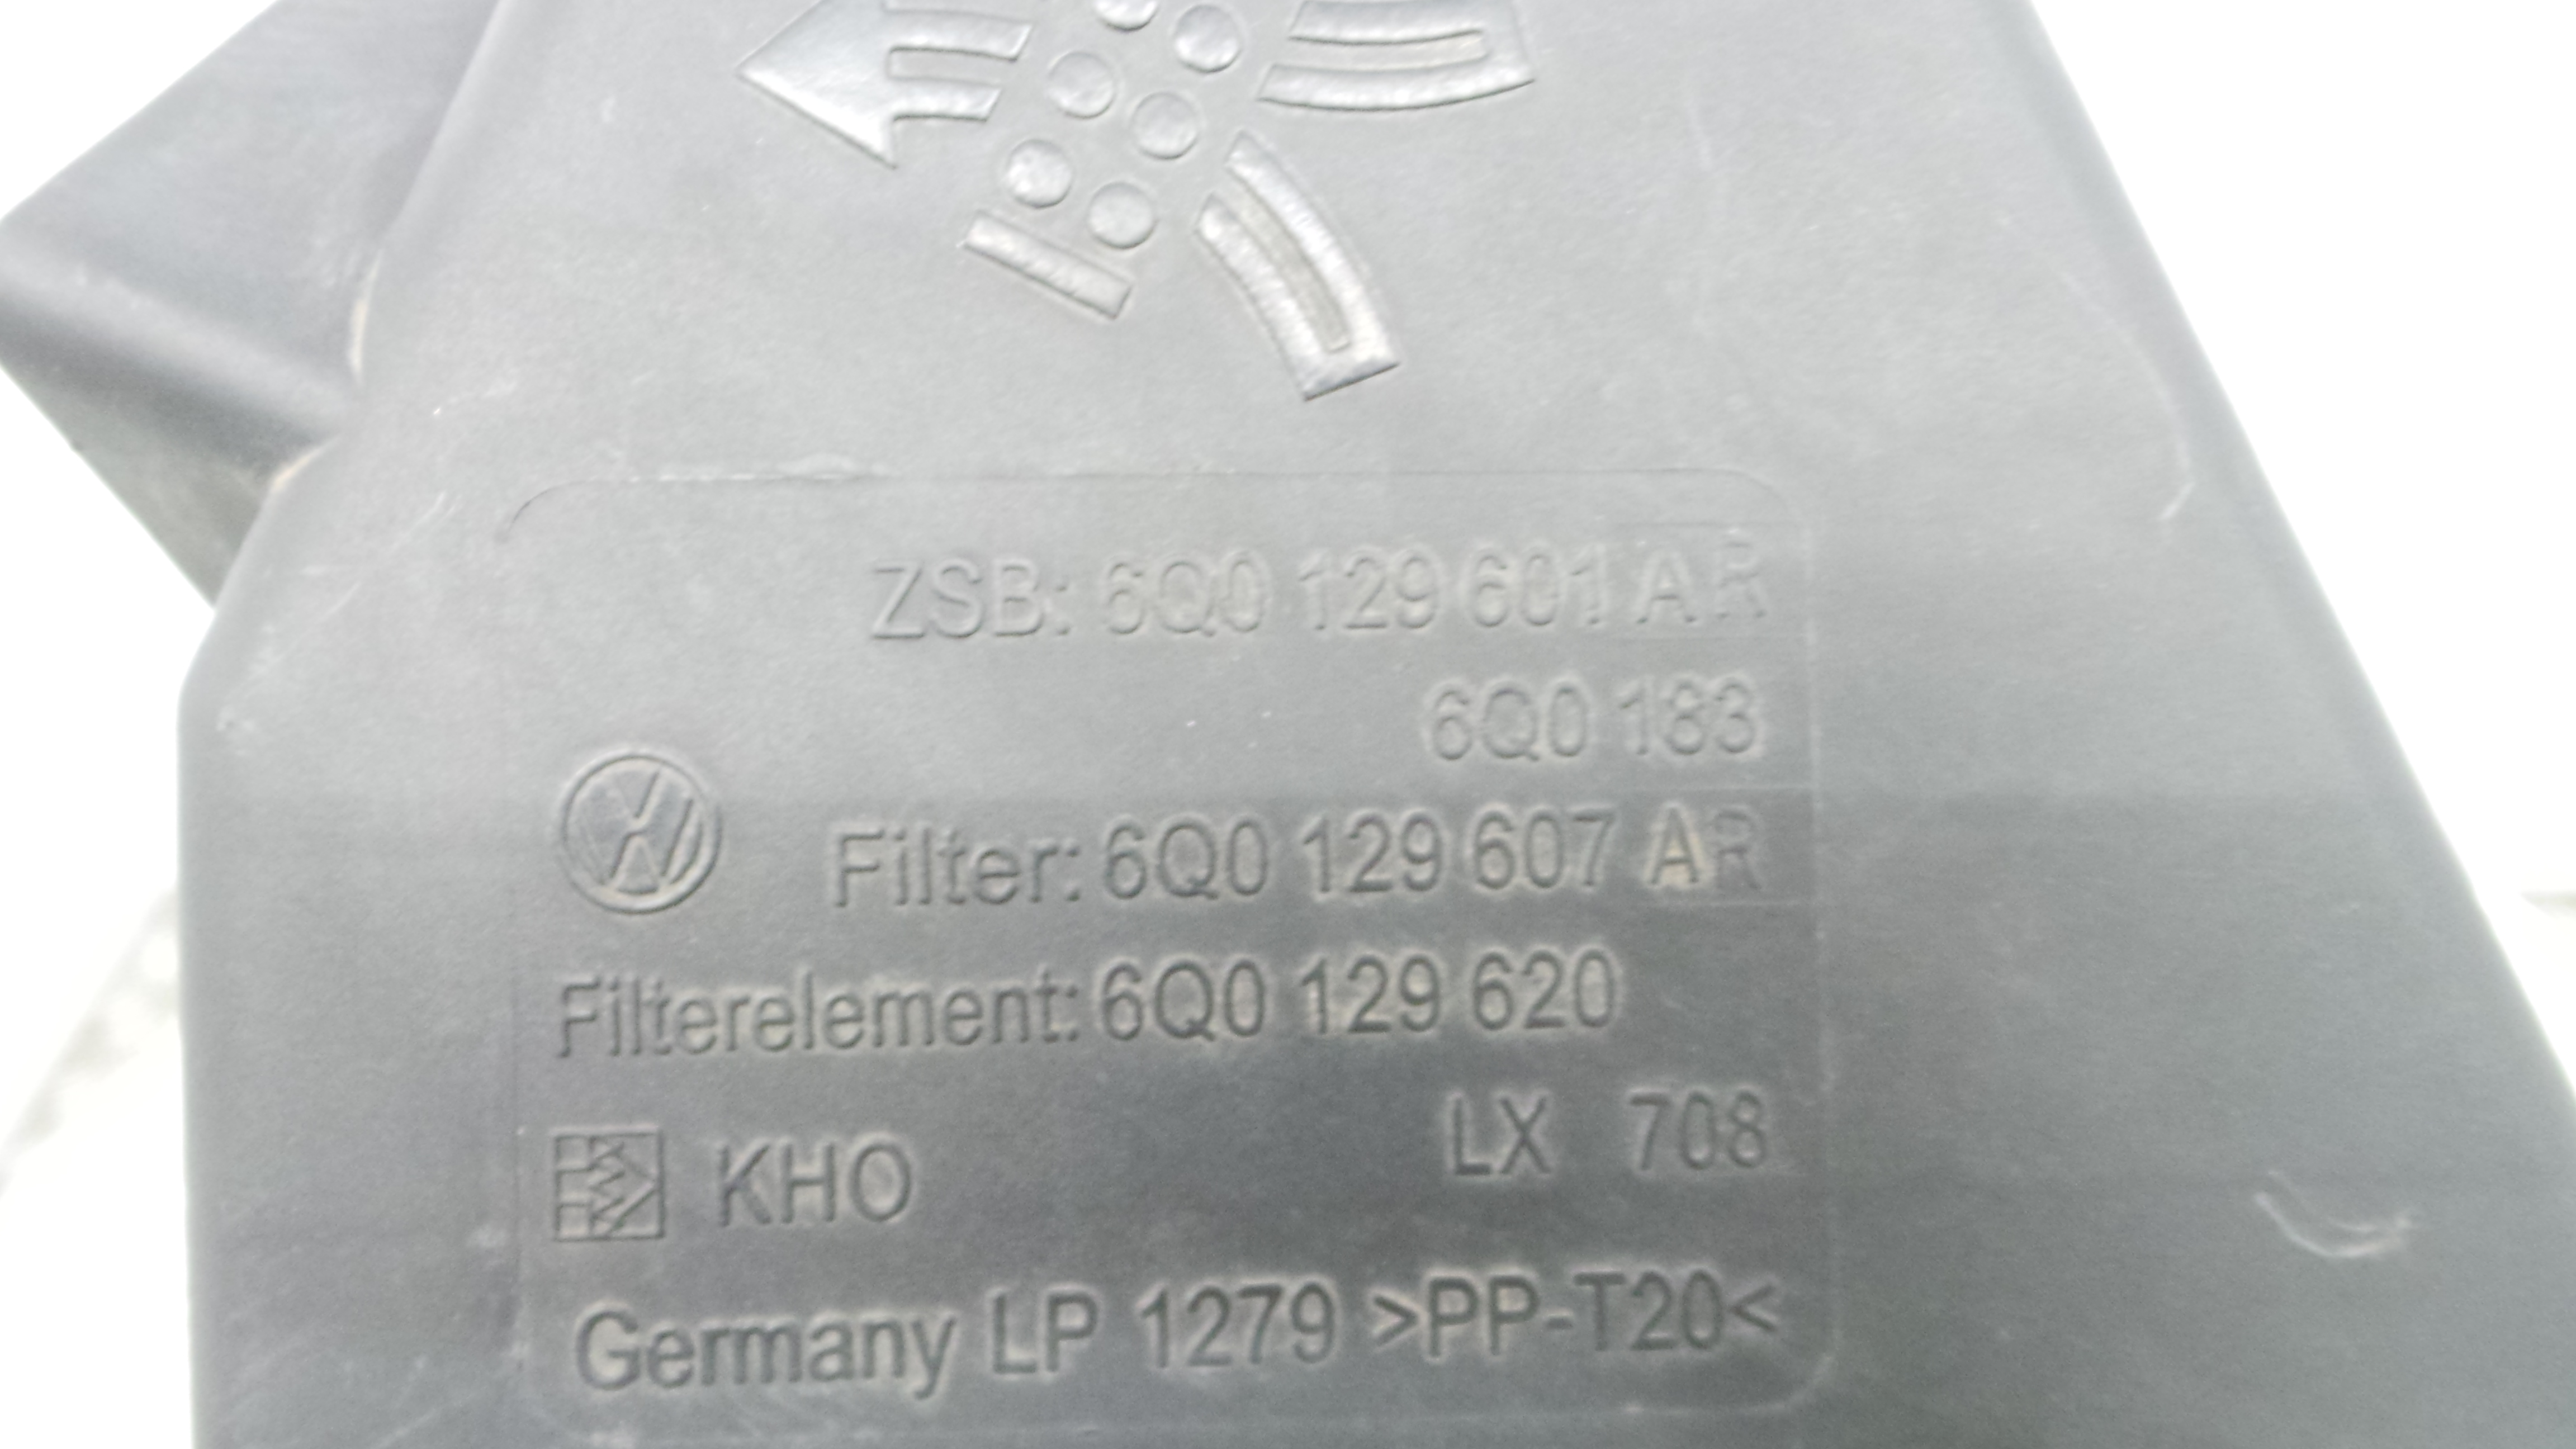 ZSB: 6Q0 129 601 AR
6Q0 183
Filter: 6Q0 129 607 AR
Filterelement: 6Q0 129 620
KHO LX 708
Germany LP 1279 >PP-T20<